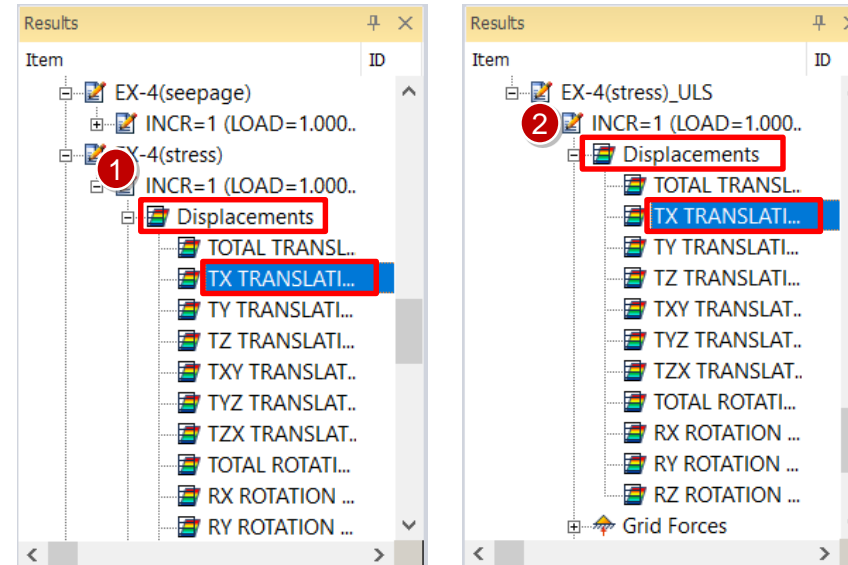 Results
Item ID
EX-4(seepage)
INCR=1 (LOAD=1.000..
EX-4(stress)
1
INCR=1 (LOAD=1.000..
Displacements
TOTAL TRANSL..
TX TRANSLATI...
TY TRANSLATI...
TZ TRANSLATI...
TXY TRANSLAT..
TYZ TRANSLAT..
TZX TRANSLAT..
TOTAL ROTATI...
RX ROTATION ...
RY ROTATION ...
Results
Item ID
EX-4(stress)_ULS
2
INCR=1 (LOAD=1.000..
Displacements
TOTAL TRANSL..
TX TRANSLATI...
TY TRANSLATI...
TZ TRANSLATI...
TXY TRANSLAT..
TYZ TRANSLAT..
TZX TRANSLAT..
TOTAL ROTATI...
RX ROTATION ...
RY ROTATION ...
RZ ROTATION ...
Grid Forces